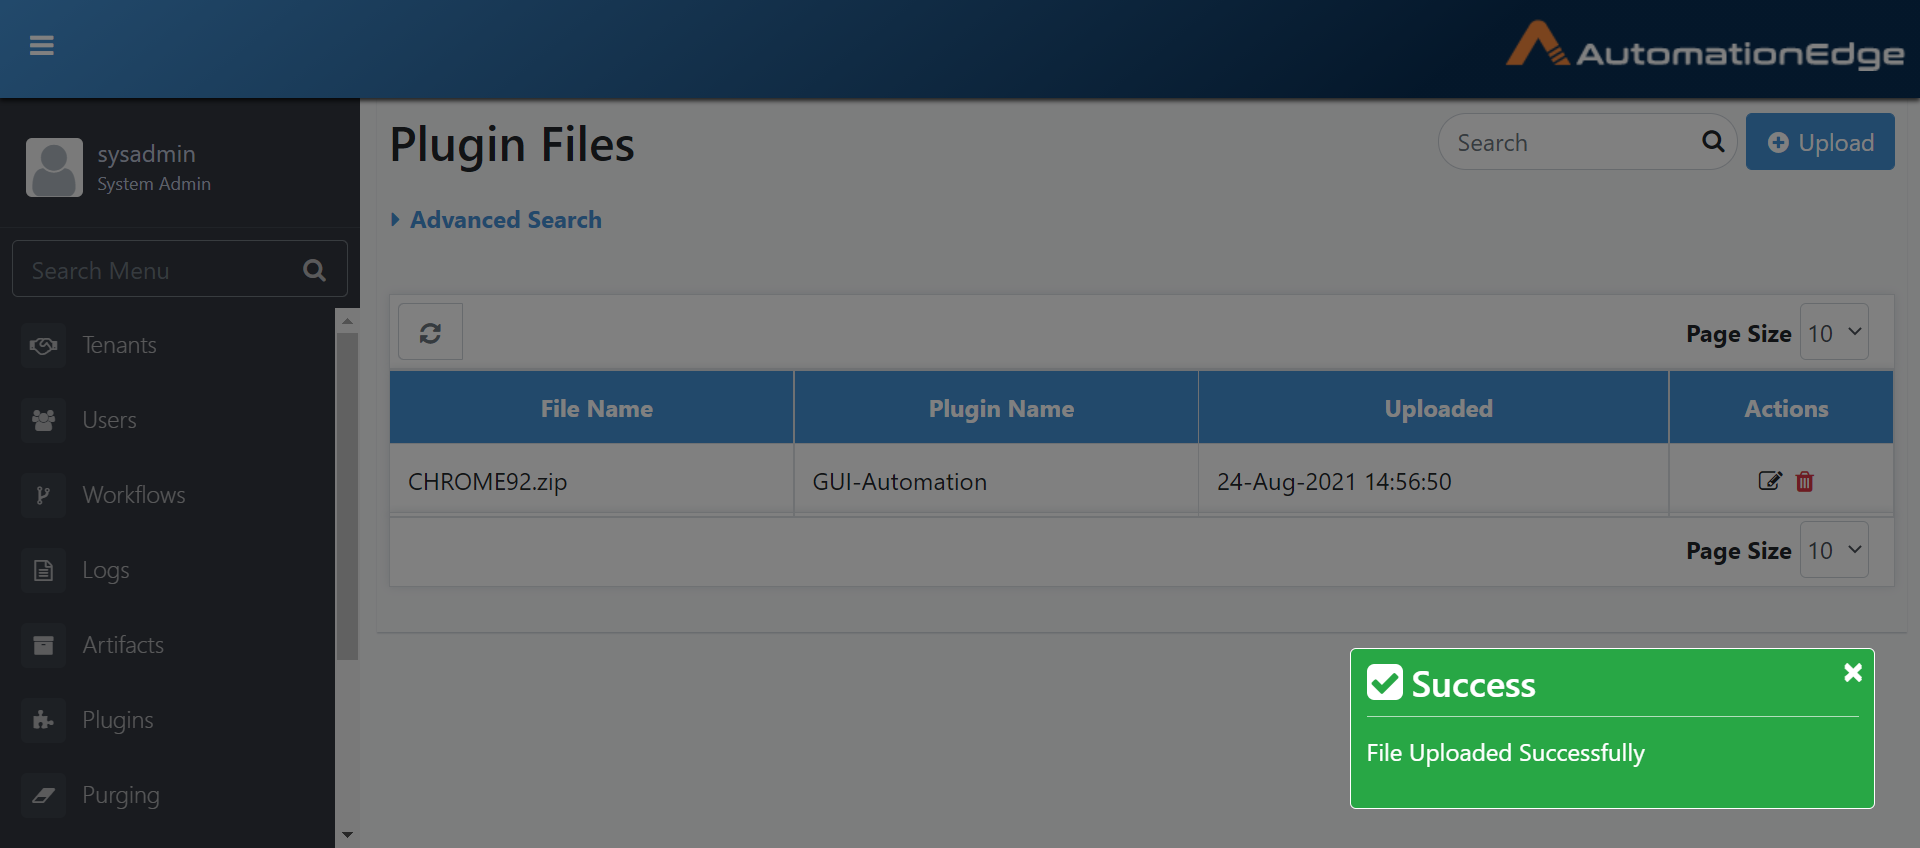 AutomationEdge
sysadmin
System Admin
Search Menu
Tenants
Users
Workflows
Logs
Artifacts
Plugins
Purging
Plugin Files
Search
Upload
Advanced Search
Page Size 10
File Name Plugin Name Uploaded Actions
CHROME92.zip GUI-Automation 24-Aug-2021 14:56:50
Page Size 10
Success
File Uploaded Successfully